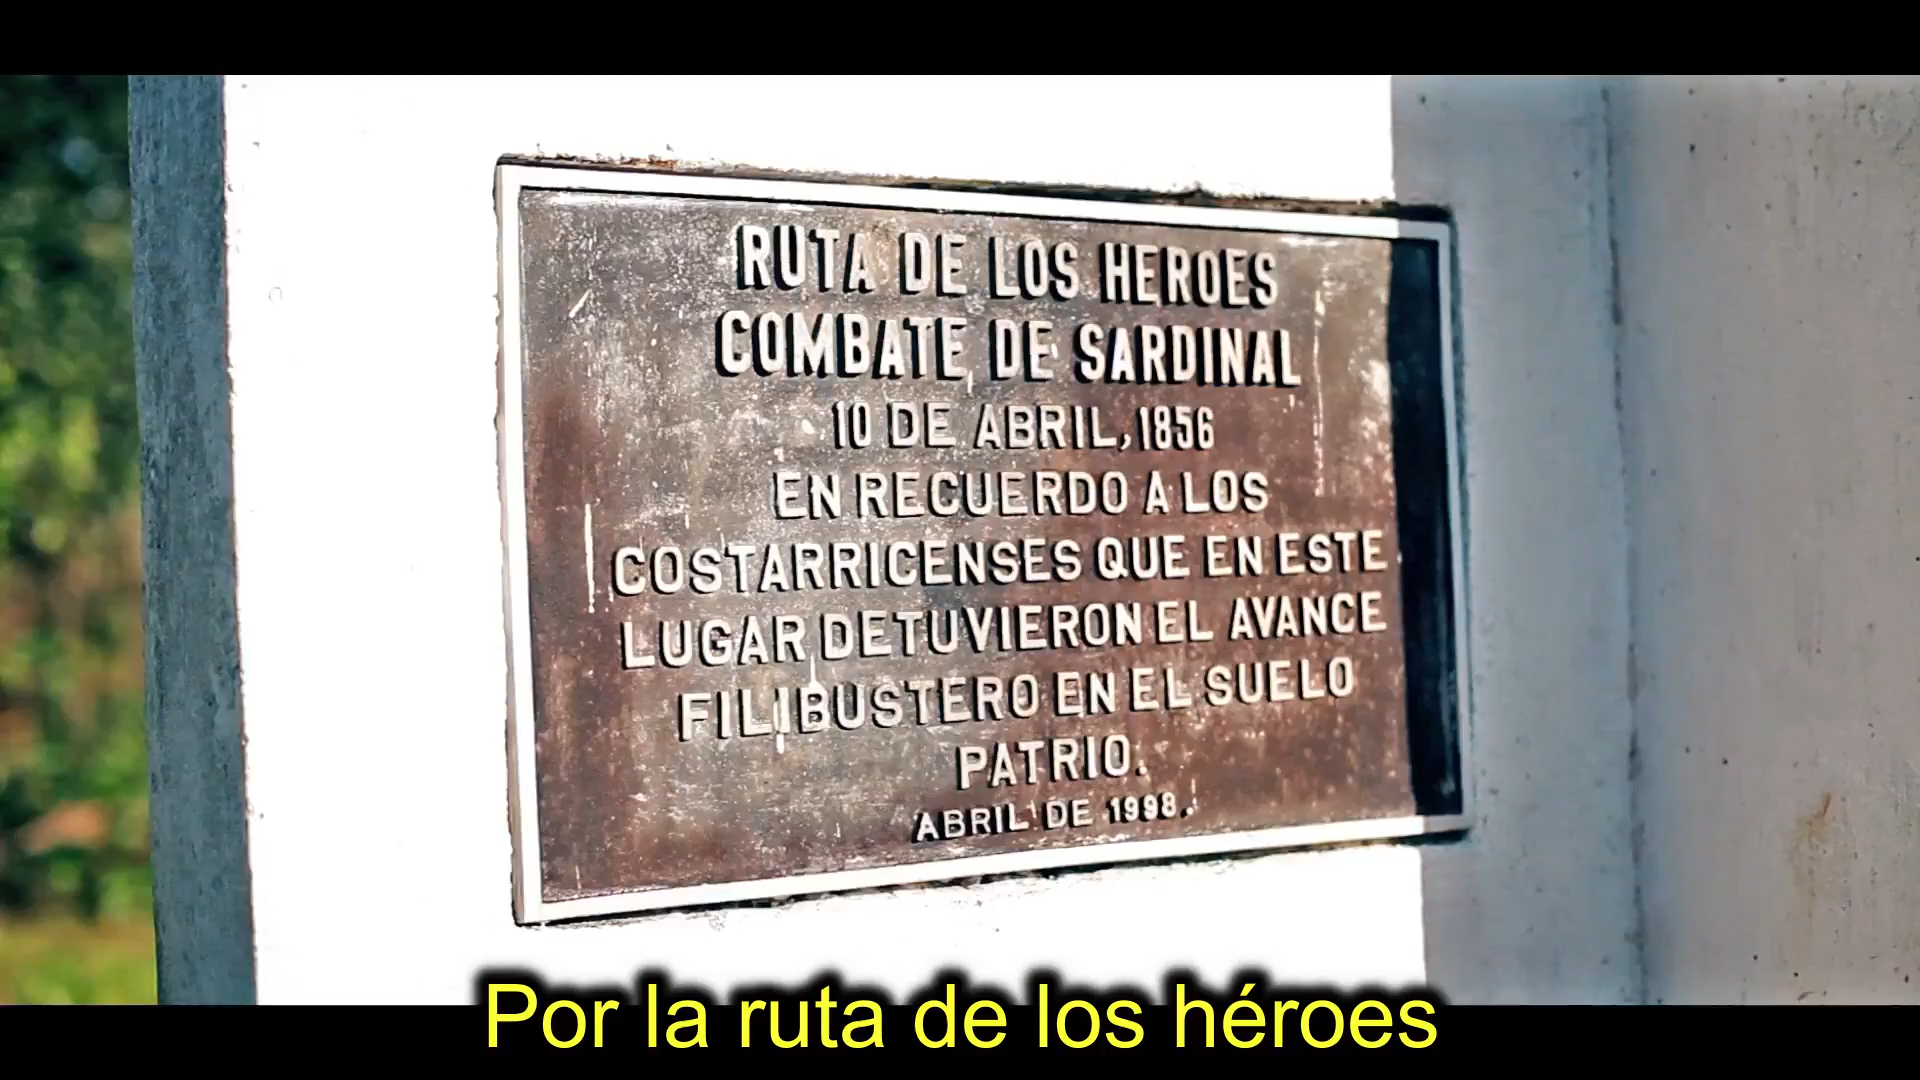 RUTA DE LOS HEROES
COMBATE DE SARDINAL
10 DE ABRIL, 1856
EN RECUERDO A LOS
COSTARRICENSES QUE EN ESTE
LUGAR DETUVIERON EL AVANCE
FILIBUSTERO EN EL SUELO
PATRIO.
ABRIL DE 1998.
Por la ruta de los héroes